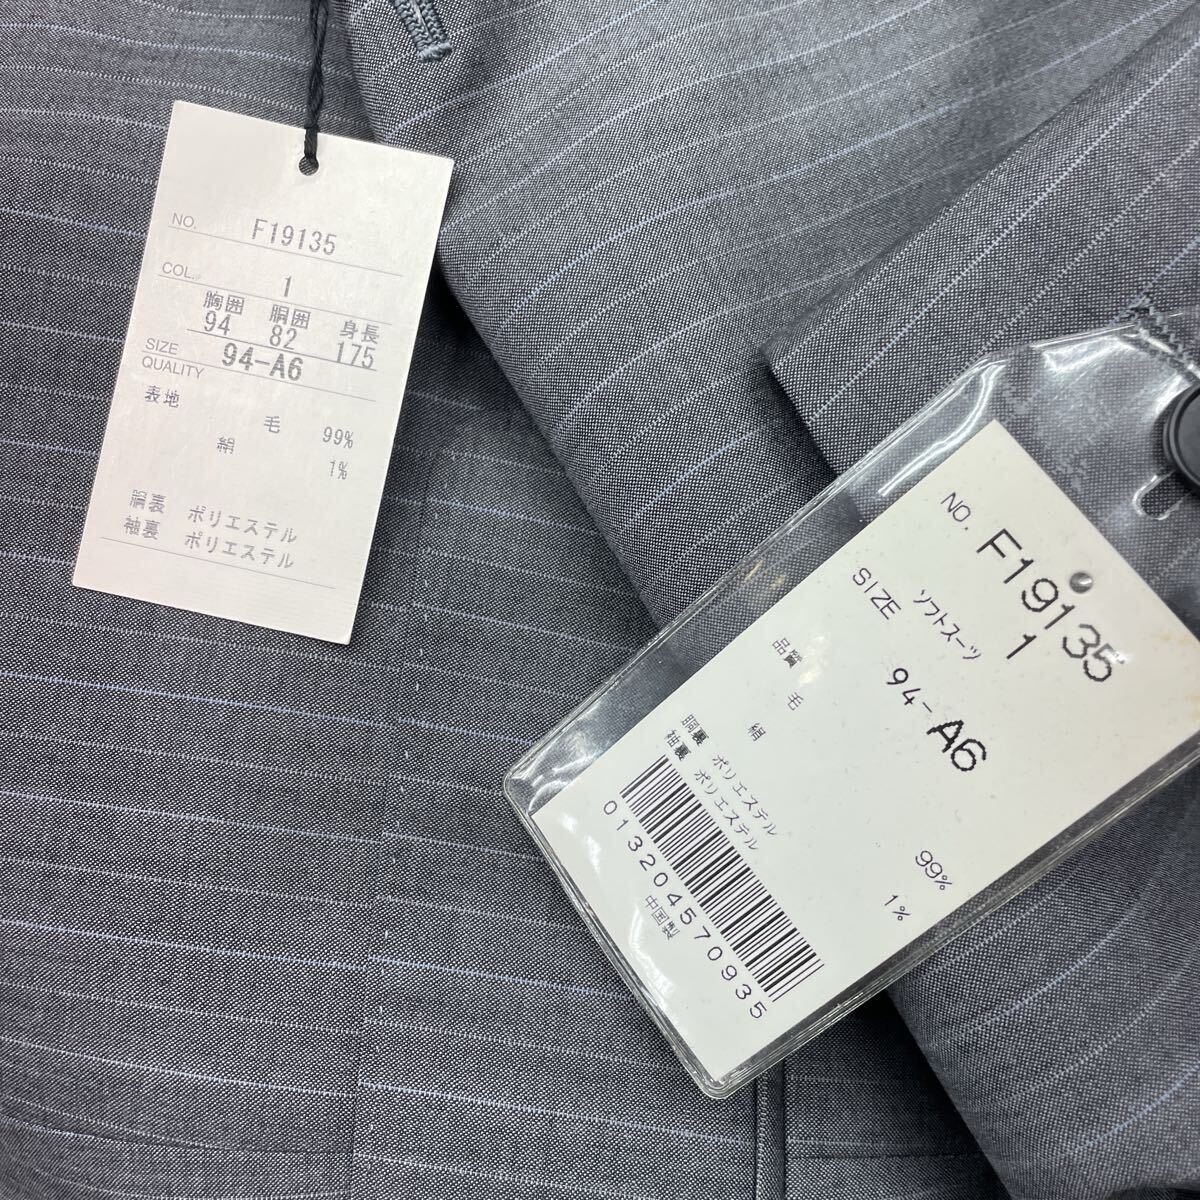 NO. F19135
COL. 1
胸囲 胴囲 身長
94 82 175
SIZE 94-A6
QUALITY
表地
毛 99%
絹 1%
胴裏 ポリエステル
袖裏 ポリエステル
NO. F19135
ソフトスーツ 1
SIZE 94-A6
品質 毛 99%
絹 1%
胴裏 ポリエステル
袖裏 ポリエステル
013204570935
中国製